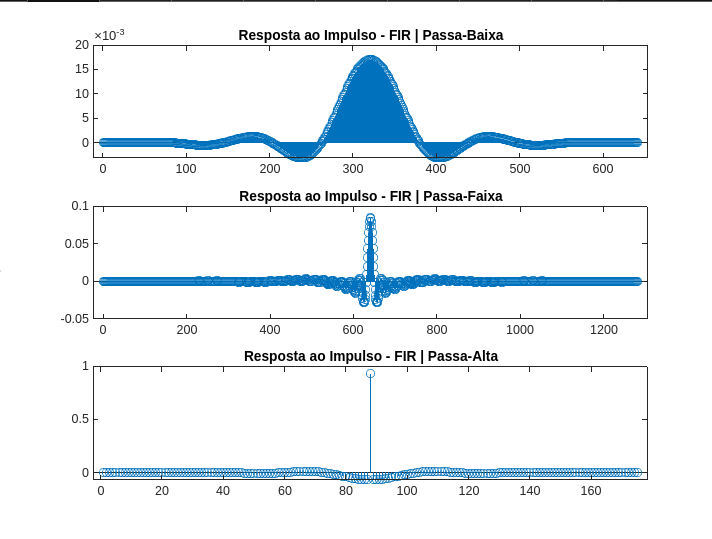 Resposta ao Impulso - FIR | Passa-Baixa
×10-3
20
15
10
5
0
0 100 200 300 400 500 600
Resposta ao Impulso - FIR | Passa-Faixa
0.1
0.05
0
-0.05
0 200 400 600 800 1000 1200
Resposta ao Impulso - FIR | Passa-Alta
1
0.5
0
0 20 40 60 80 100 120 140 160